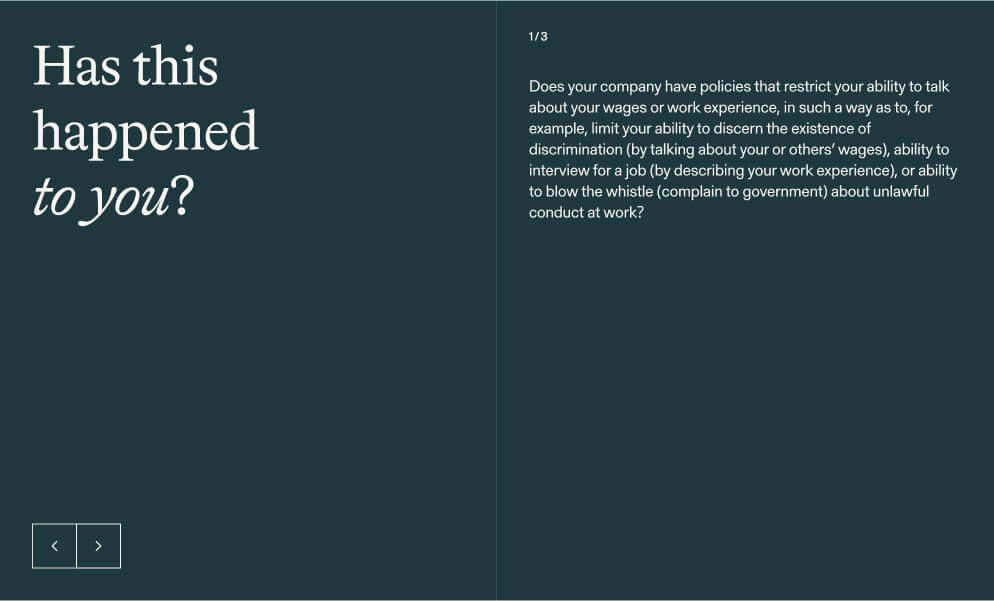 Has this
happened
to you?
1/3
Does your company have policies that restrict your ability to talk
about your wages or work experience, in such a way as to, for
example, limit your ability to discern the existence of
discrimination (by talking about your or others’ wages), ability to
interview for a job (by describing your work experience), or ability
to blow the whistle (complain to government) about unlawful
conduct at work?